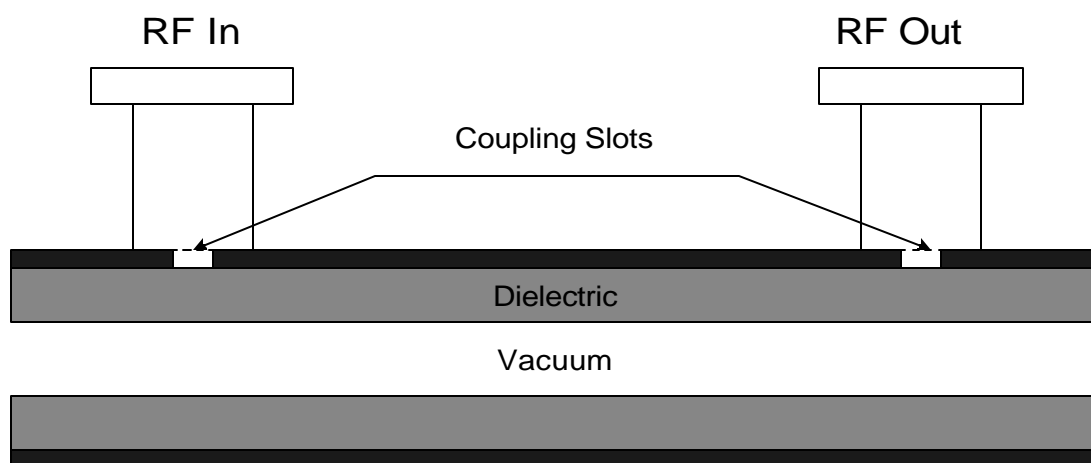 RF In
RF Out
Coupling Slots
Dielectric
Vacuum